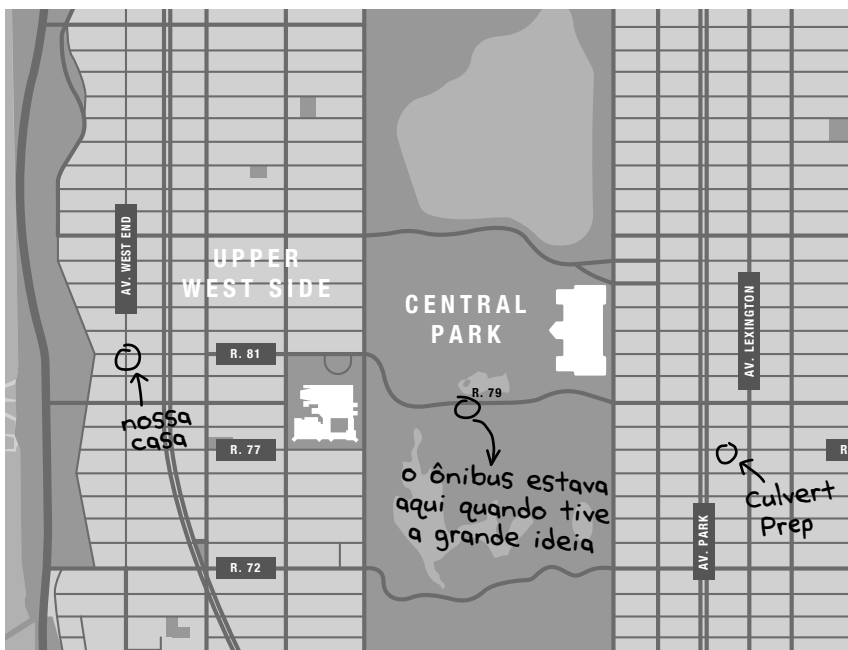 AV. WEST END
UPPER
WEST SIDE
CENTRAL
PARK
AV. LEXINGTON
R. 81
R. 79
nossa
casa
R. 77
R
o ônibus estava
aqui quando tive
a grande ideia
Culvert
Prep
AV. PARK
R. 72